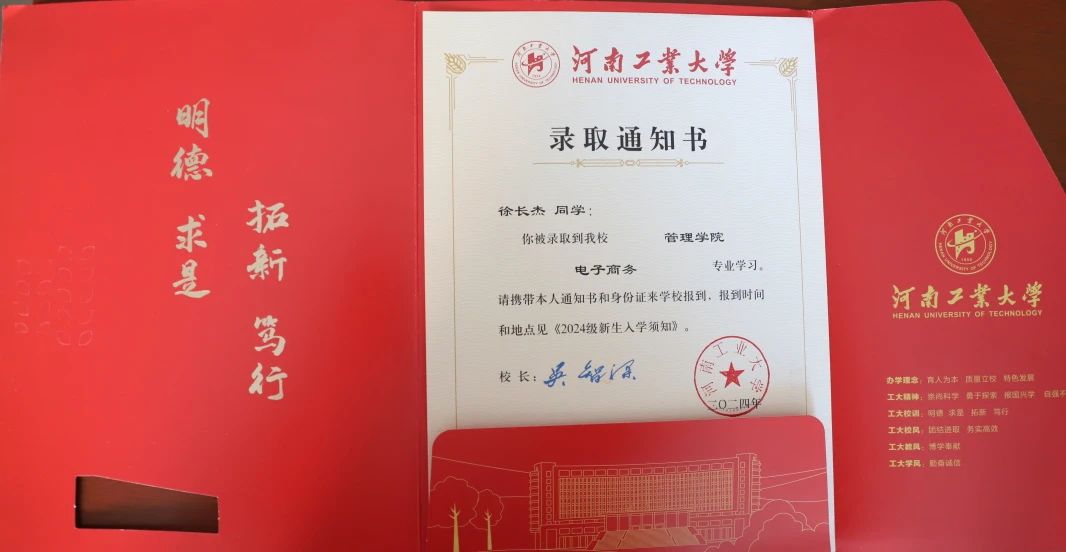 明德 求是
拓新 笃行
河南工业大学
HENAN UNIVERSITY OF TECHNOLOGY
录取通知书
徐长杰 同学：
你被录取到我校 管理学院
电子商务 专业学习。
请携带本人通知书和身份证来学校报到，报到时间
和地点见《2024级新生入学须知》。
校长：
河南工业大学
二〇二四年
河南工业大学
HENAN UNIVERSITY OF TECHNOLOGY
办学理念：育人为本 质量立校 特色发展
工大精神：崇尚科学 勇于探索 报国兴学 自强不
工大校训：明德 求是 拓新 笃行
工大校风：团结进取 务实高效
工大教风：博学奉献
工大学风：勤奋诚信